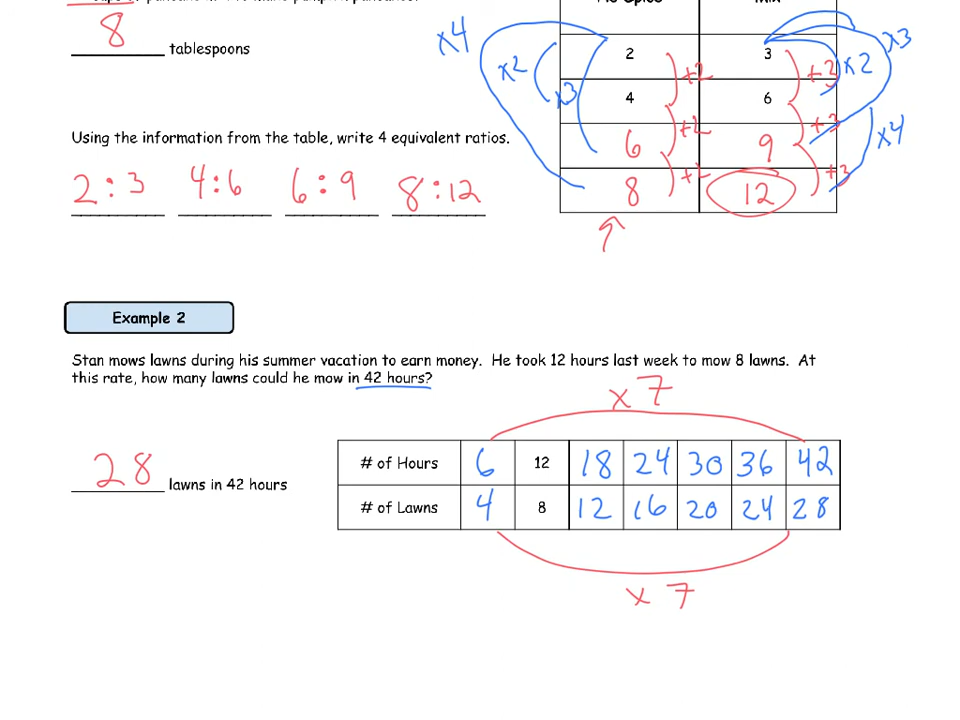 8 tablespoons
x4
x2
x3
2 3
4 6
6 9
8 12
+2
+2
+2
+3
+3
+3
x2
x3
x4
Using the information from the table, write 4 equivalent ratios.
2:3 4:6 6:9 8:12
Example 2
Stan mows lawns during his summer vacation to earn money. He took 12 hours last week to mow 8 lawns. At
this rate, how many lawns could he mow in 42 hours?
x 7
# of Hours 6 12 18 24 30 36 42
28 lawns in 42 hours
# of Lawns 4 8 12 16 20 24 28
x 7